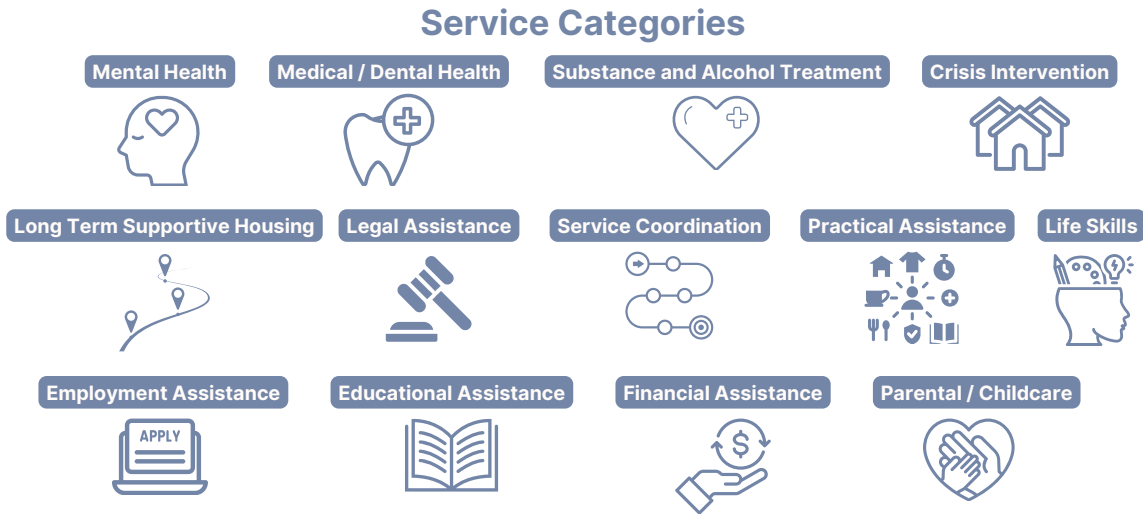 Service Categories
Mental Health
Medical / Dental Health
Substance and Alcohol Treatment
Crisis Intervention
Long Term Supportive Housing
Legal Assistance
Service Coordination
Practical Assistance
Life Skills
Employment Assistance
APPLY
Educational Assistance
Financial Assistance
$
Parental / Childcare